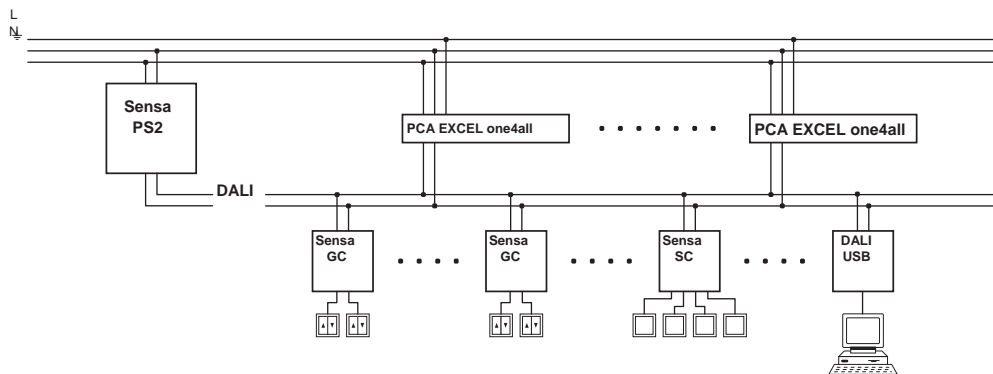 L
N
Sensa
PS2
PCA EXCEL one4all
PCA EXCEL one4all
DALI
Sensa
GC
Sensa
GC
Sensa
SC
DALI
USB